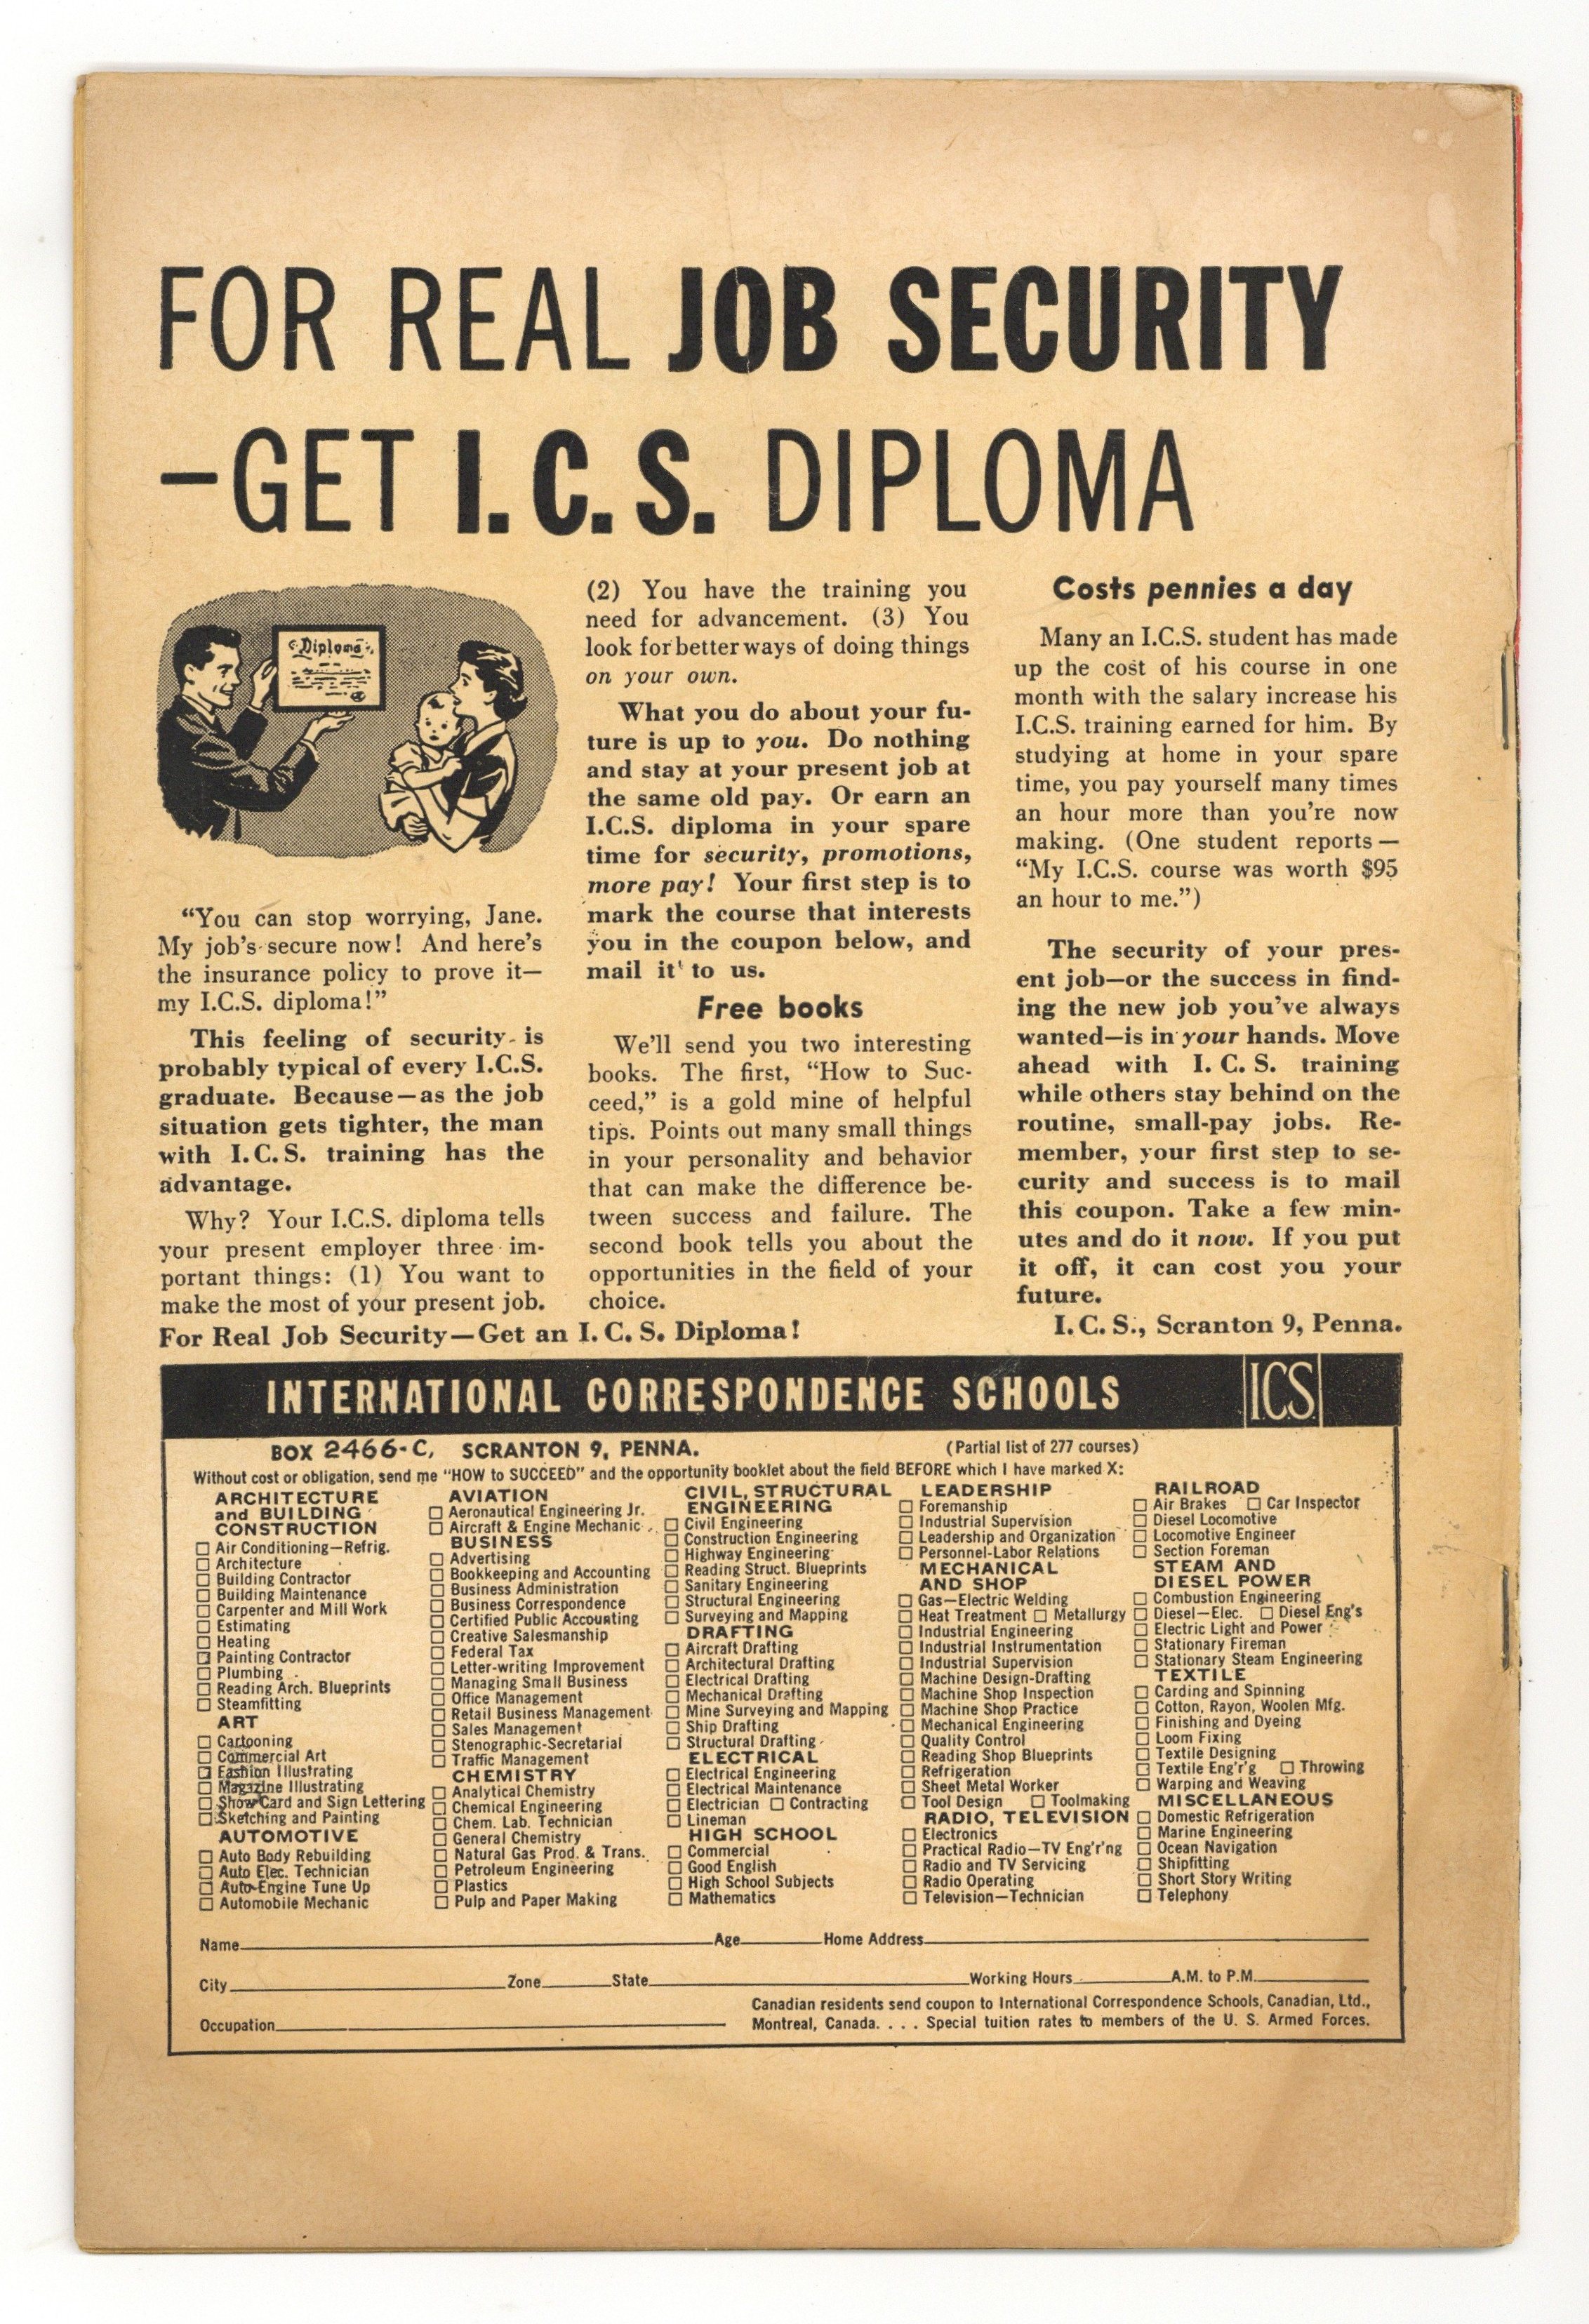 FOR REAL JOB SECURITY
–GET I.C.S. DIPLOMA
Diploma
"You can stop worrying, Jane.
My job's secure now! And here's
the insurance policy to prove it—
my I.C.S. diploma!"
This feeling of security is
probably typical of every I.C.S.
graduate. Because—as the job
situation gets tighter, the man
with I.C.S. training has the
advantage.
Why? Your I.C.S. diploma tells
your present employer three im-
portant things: (1) You want to
make the most of your present job.
(2) You have the training you
need for advancement. (3) You
look for better ways of doing things
on your own.
What you do about your fu-
ture is up to you. Do nothing
and stay at your present job at
the same old pay. Or earn an
I.C.S. diploma in your spare
time for security, promotions,
more pay! Your first step is to
mark the course that interests
you in the coupon below, and
mail it to us.
Free books
We'll send you two interesting
books. The first, "How to Suc-
ceed," is a gold mine of helpful
tips. Points out many small things
in your personality and behavior
that can make the difference be-
tween success and failure. The
second book tells you about the
opportunities in the field of your
choice.
Costs pennies a day
Many an I.C.S. student has made
up the cost of his course in one
month with the salary increase his
I.C.S. training earned for him. By
studying at home in your spare
time, you pay yourself many times
an hour more than you're now
making. (One student reports—
"My I.C.S. course was worth $95
an hour to me.")
The security of your pres-
ent job—or the success in find-
ing the new job you've always
wanted—is in your hands. Move
ahead with I. C. S. training
while others stay behind on the
routine, small-pay jobs. Re-
member, your first step to se-
curity and success is to mail
this coupon. Take a few min-
utes and do it now. If you put
it off, it can cost you your
future.
For Real Job Security—Get an I. C. S. Diploma!
I. C. S., Scranton 9, Penna.
INTERNATIONAL CORRESPONDENCE SCHOOLS
ICS
BOX 2466-C, SCRANTON 9, PENNA.
(Partial list of 277 courses)
Without cost or obligation, send me "HOW to SUCCEED" and the opportunity booklet about the field BEFORE which I have marked X:
ARCHITECTURE
and BUILDING
CONSTRUCTION
Air Conditioning—Refrig.
Architecture
Building Contractor
Building Maintenance
Carpenter and Mill Work
Estimating
Heating
Painting Contractor
Plumbing
Reading Arch. Blueprints
Steamfitting
ART
Cartooning
Commercial Art
Fashion Illustrating
Magazine Illustrating
Show Card and Sign Lettering
Sketching and Painting
AUTOMOTIVE
Auto Body Rebuilding
Auto Elec. Technician
Auto-Engine Tune Up
Automobile Mechanic
AVIATION
Aeronautical Engineering Jr.
Aircraft & Engine Mechanic
BUSINESS
Advertising
Bookkeeping and Accounting
Business Administration
Business Correspondence
Certified Public Accounting
Creative Salesmanship
Federal Tax
Letter-writing Improvement
Managing Small Business
Office Management
Retail Business Management
Sales Management
Stenographic-Secretarial
Traffic Management
CHEMISTRY
Analytical Chemistry
Chemical Engineering
Chem. Lab. Technician
General Chemistry
Natural Gas Prod. & Trans.
Petroleum Engineering
Plastics
Pulp and Paper Making
CIVIL, STRUCTURAL
ENGINEERING
Civil Engineering
Construction Engineering
Highway Engineering
Reading Struct. Blueprints
Sanitary Engineering
Structural Engineering
Surveying and Mapping
DRAFTING
Aircraft Drafting
Architectural Drafting
Electrical Drafting
Mechanical Drafting
Mine Surveying and Mapping
Ship Drafting
Structural Drafting
ELECTRICAL
Electrical Engineering
Electrical Maintenance
Electrician Contracting
Lineman
HIGH SCHOOL
Commercial
Good English
High School Subjects
Mathematics
LEADERSHIP
Foremanship
Industrial Supervision
Leadership and Organization
Personnel-Labor Relations
MECHANICAL
AND SHOP
Gas—Electric Welding
Heat Treatment Metallurgy
Industrial Engineering
Industrial Instrumentation
Industrial Supervision
Machine Design-Drafting
Machine Shop Inspection
Machine Shop Practice
Mechanical Engineering
Quality Control
Reading Shop Blueprints
Refrigeration
Sheet Metal Worker
Tool Design Toolmaking
RADIO, TELEVISION
Electronics
Practical Radio—TV Eng'r'ng
Radio and TV Servicing
Radio Operating
Television—Technician
RAILROAD
Air Brakes Car Inspector
Diesel Locomotive
Locomotive Engineer
Section Foreman
STEAM AND
DIESEL POWER
Combustion Engineering
Diesel—Elec. Diesel Eng's
Electric Light and Power
Stationary Fireman
Stationary Steam Engineering
TEXTILE
Carding and Spinning
Cotton, Rayon, Woolen Mfg.
Finishing and Dyeing
Loom Fixing
Textile Designing
Textile Eng'r'g Throwing
Warping and Weaving
MISCELLANEOUS
Domestic Refrigeration
Marine Engineering
Ocean Navigation
Shipfitting
Short Story Writing
Telephony
Name Age Home Address
City Zone State Working Hours A.M. to P.M.
Occupation
Canadian residents send coupon to International Correspondence Schools, Canadian, Ltd.,
Montreal, Canada. . . . Special tuition rates to members of the U. S. Armed Forces.